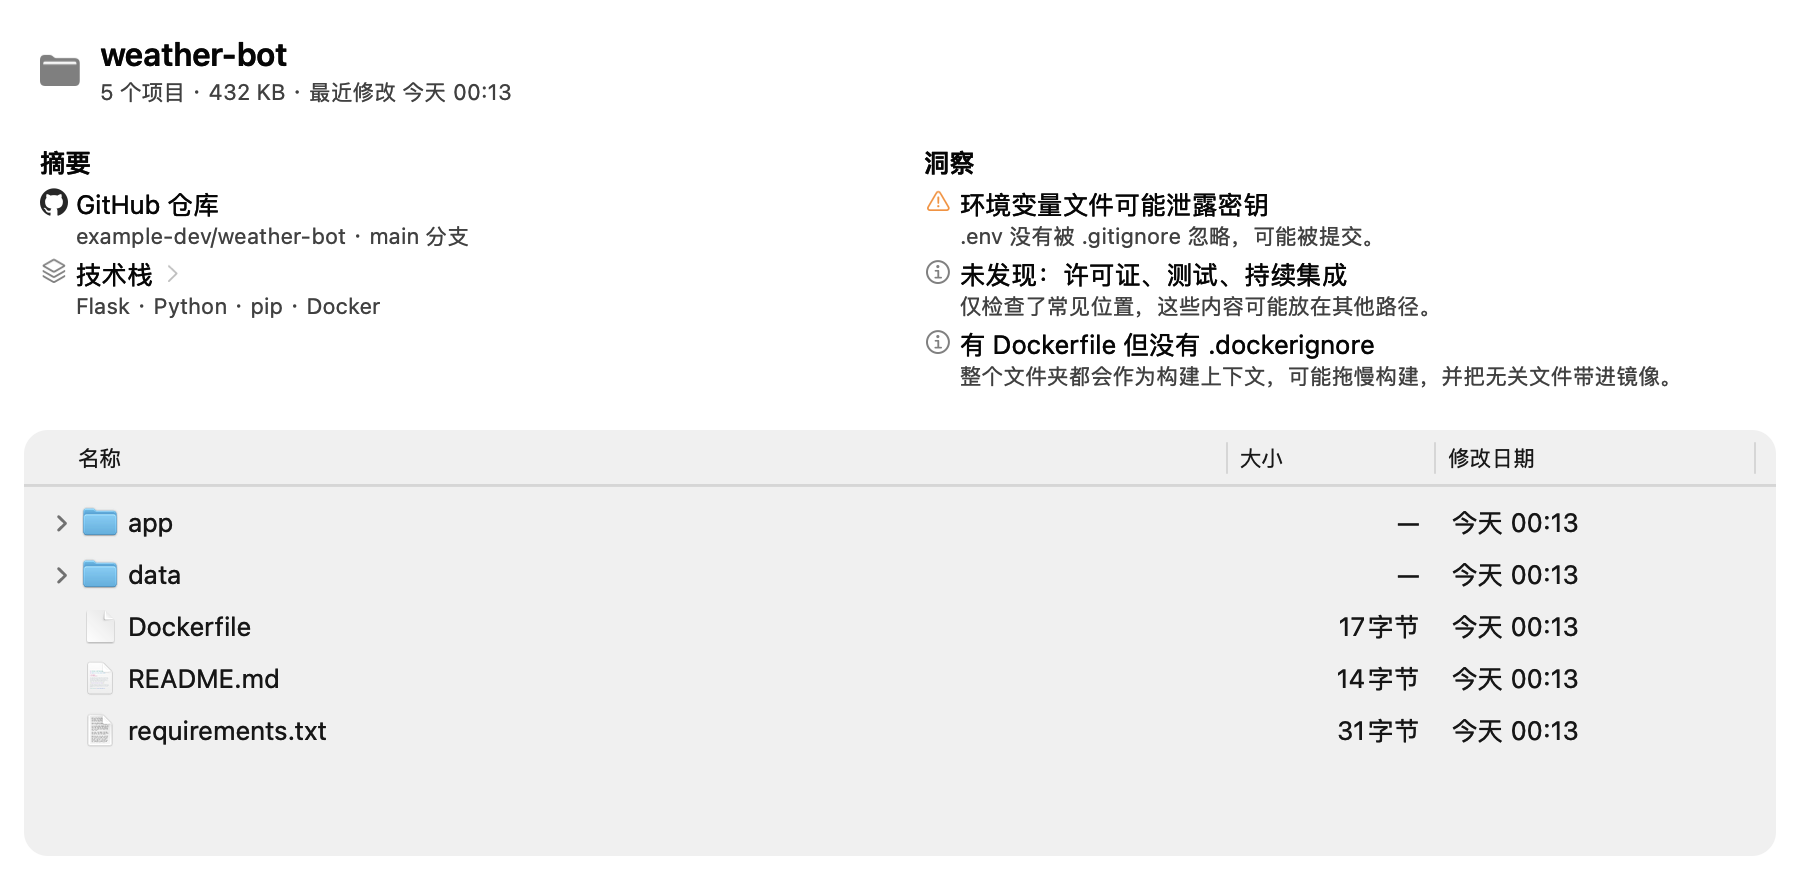 weather-bot
5 个项目 · 432 KB · 最近修改 今天 00:13
摘要
GitHub 仓库
example-dev/weather-bot · main 分支
技术栈
Flask · Python · pip · Docker
洞察
环境变量文件可能泄露密钥
.env 没有被 .gitignore 忽略，可能被提交。
未发现：许可证、测试、持续集成
仅检查了常见位置，这些内容可能放在其他路径。
有 Dockerfile 但没有 .dockerignore
整个文件夹都会作为构建上下文，可能拖慢构建，并把无关文件带进镜像。
名称 大小 修改日期
app — 今天 00:13
data — 今天 00:13
Dockerfile 17字节 今天 00:13
README.md 14字节 今天 00:13
requirements.txt 31字节 今天 00:13